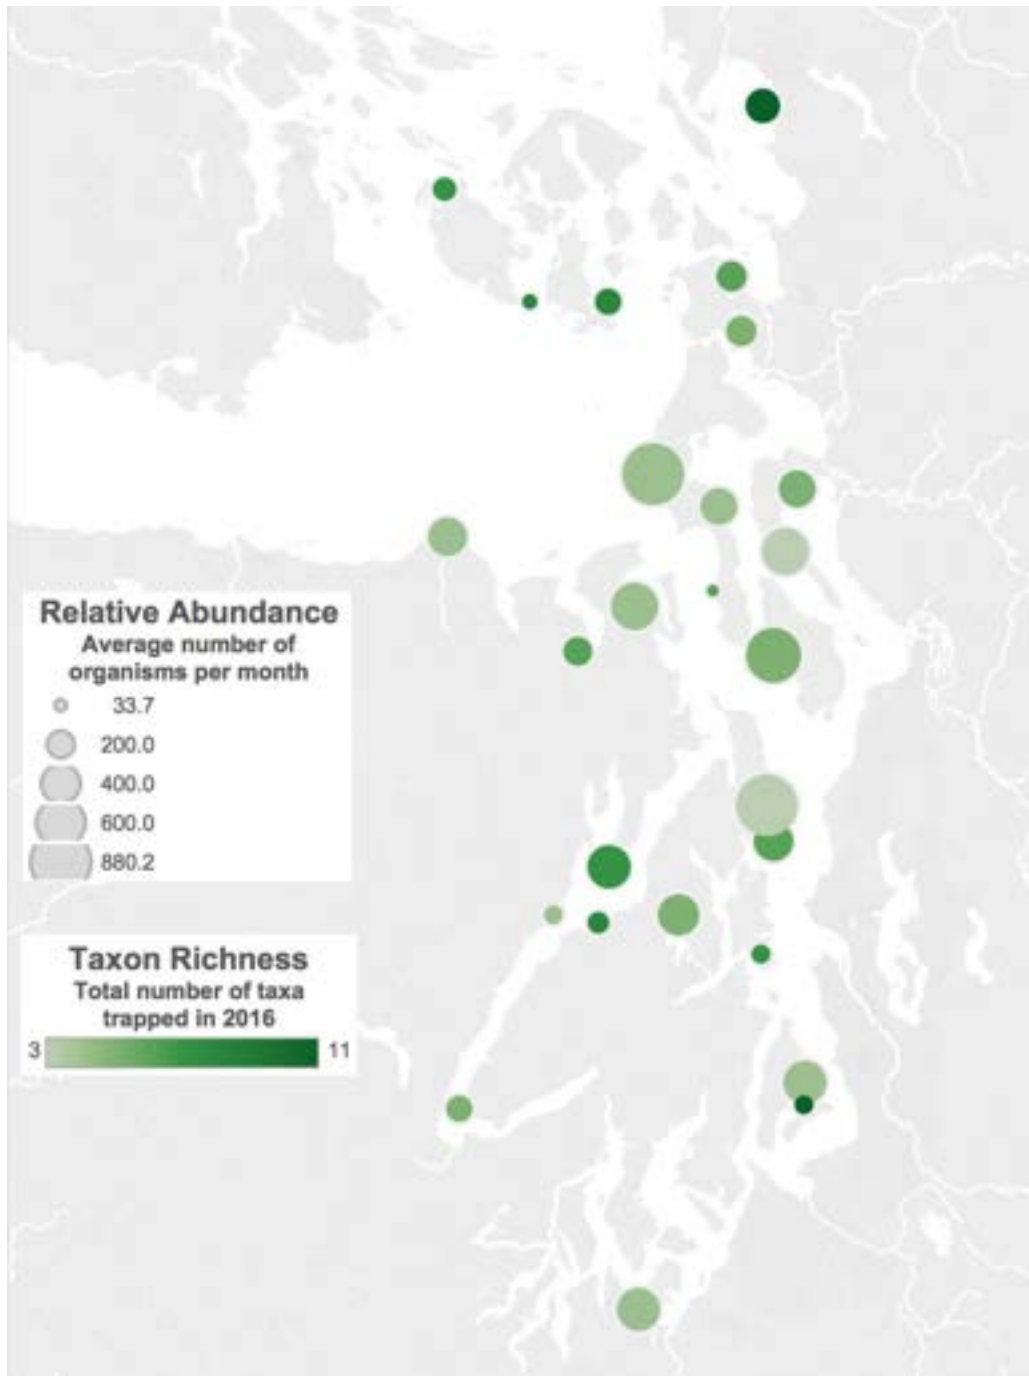 Relative Abundance
Average number of
organisms per month
33.7
200.0
400.0
600.0
880.2
Taxon Richness
Total number of taxa
trapped in 2016
3 11